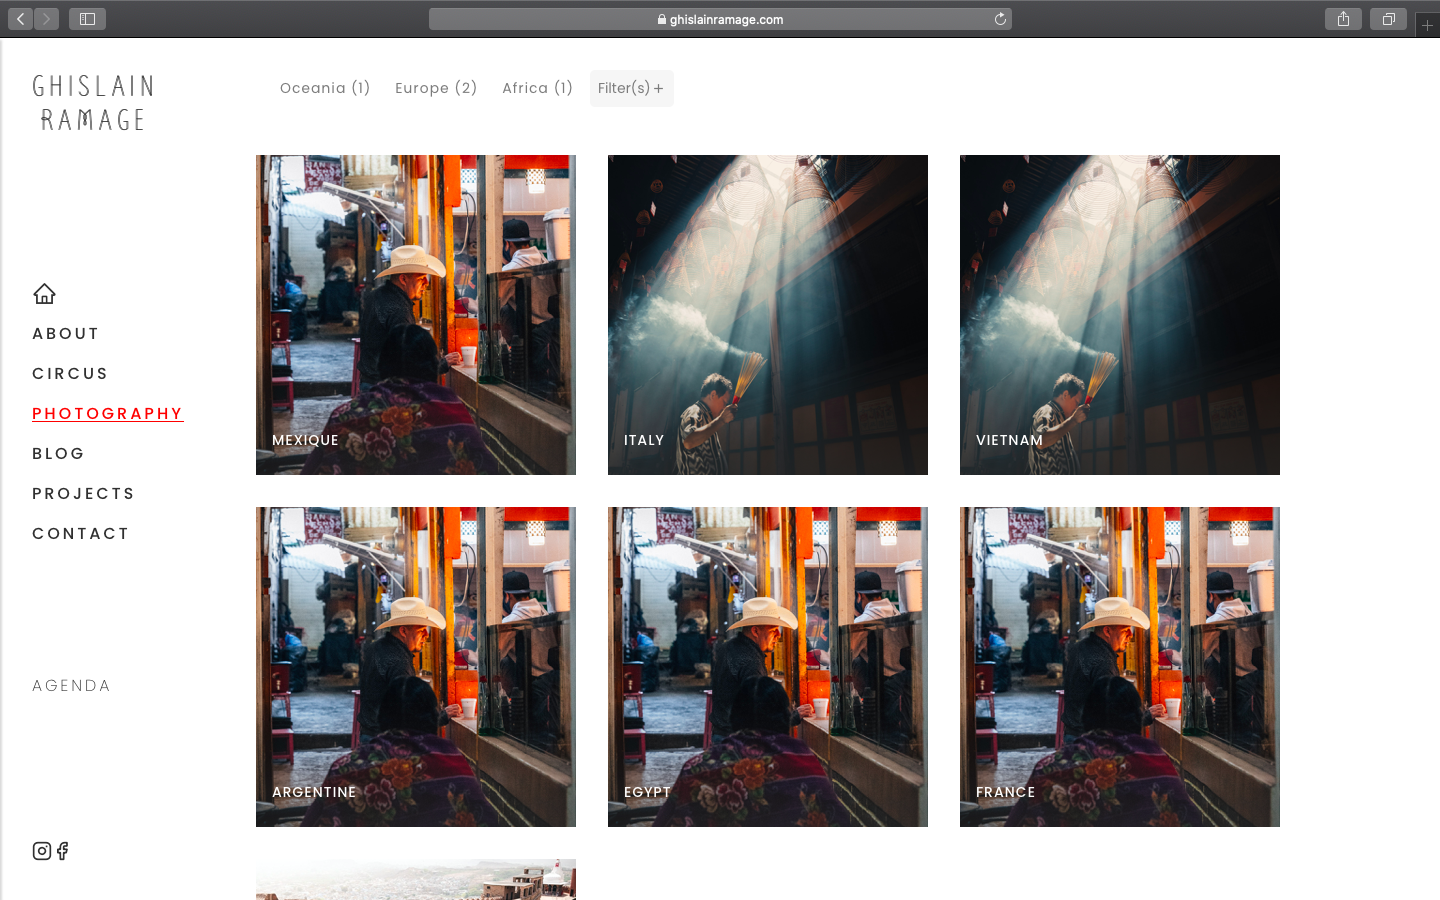 ghislainramage.com
GHISLAIN
RAMAGE
Oceania (1) Europe (2) Africa (1) Filter(s) +
ABOUT
CIRCUS
PHOTOGRAPHY
BLOG
PROJECTS
CONTACT
AGENDA
MEXIQUE
ITALY
VIETNAM
ARGENTINE
EGYPT
FRANCE